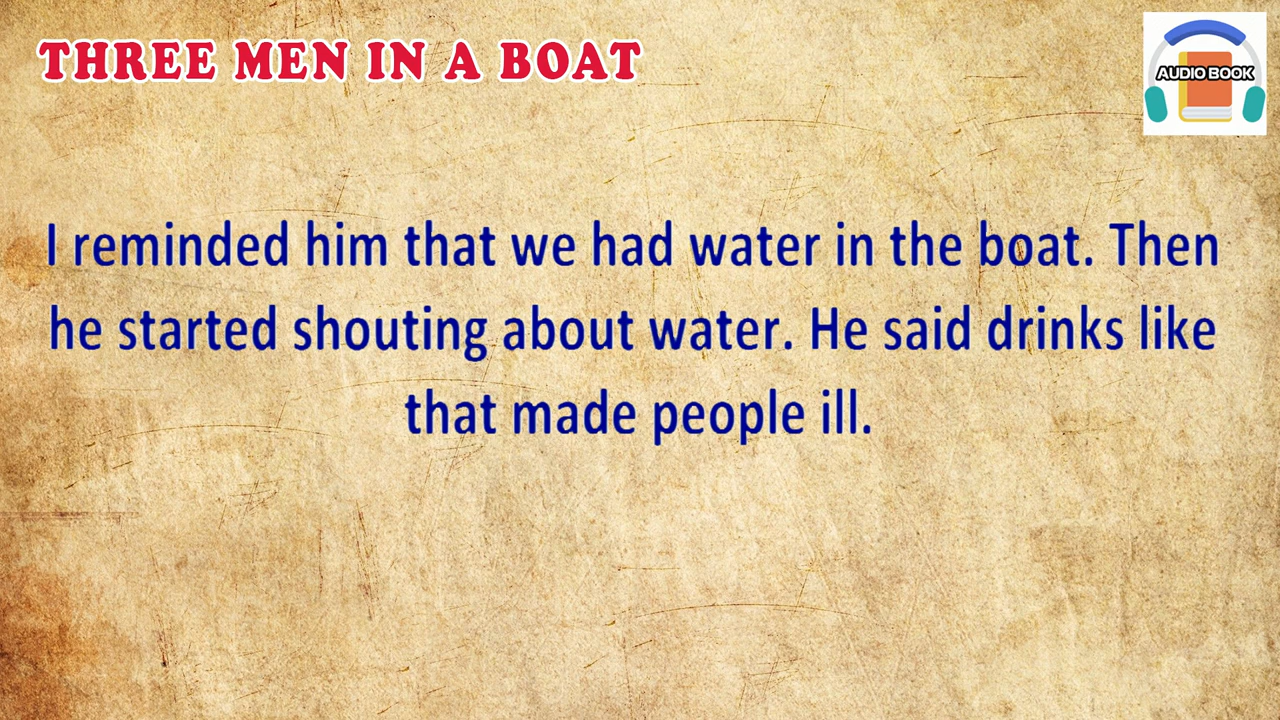 THREE MEN IN A BOAT
AUDIO BOOK
I reminded him that we had water in the boat. Then
he started shouting about water. He said drinks like
that made people ill.